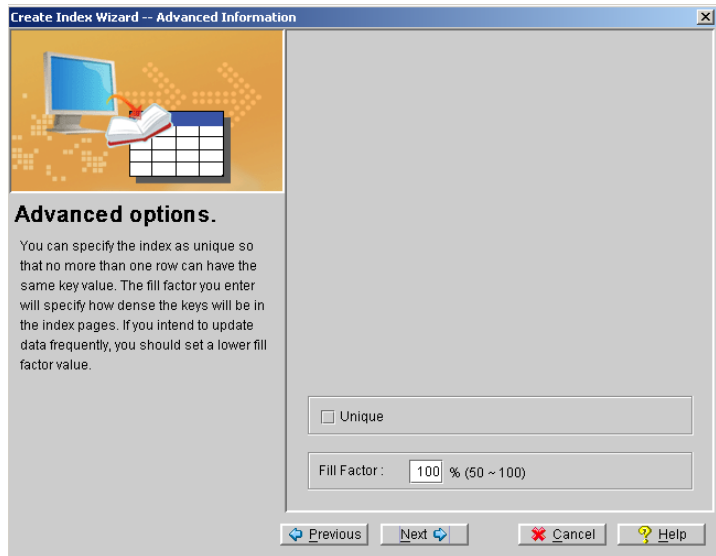 Create Index Wizard -- Advanced Information
Advanced options.
You can specify the index as unique so
that no more than one row can have the
same key value. The fill factor you enter
will specify how dense the keys will be in
the index pages. If you intend to update
data frequently, you should set a lower fill
factor value.
Unique
Fill Factor : 100 % (50 ~ 100)
Previous Next Cancel Help